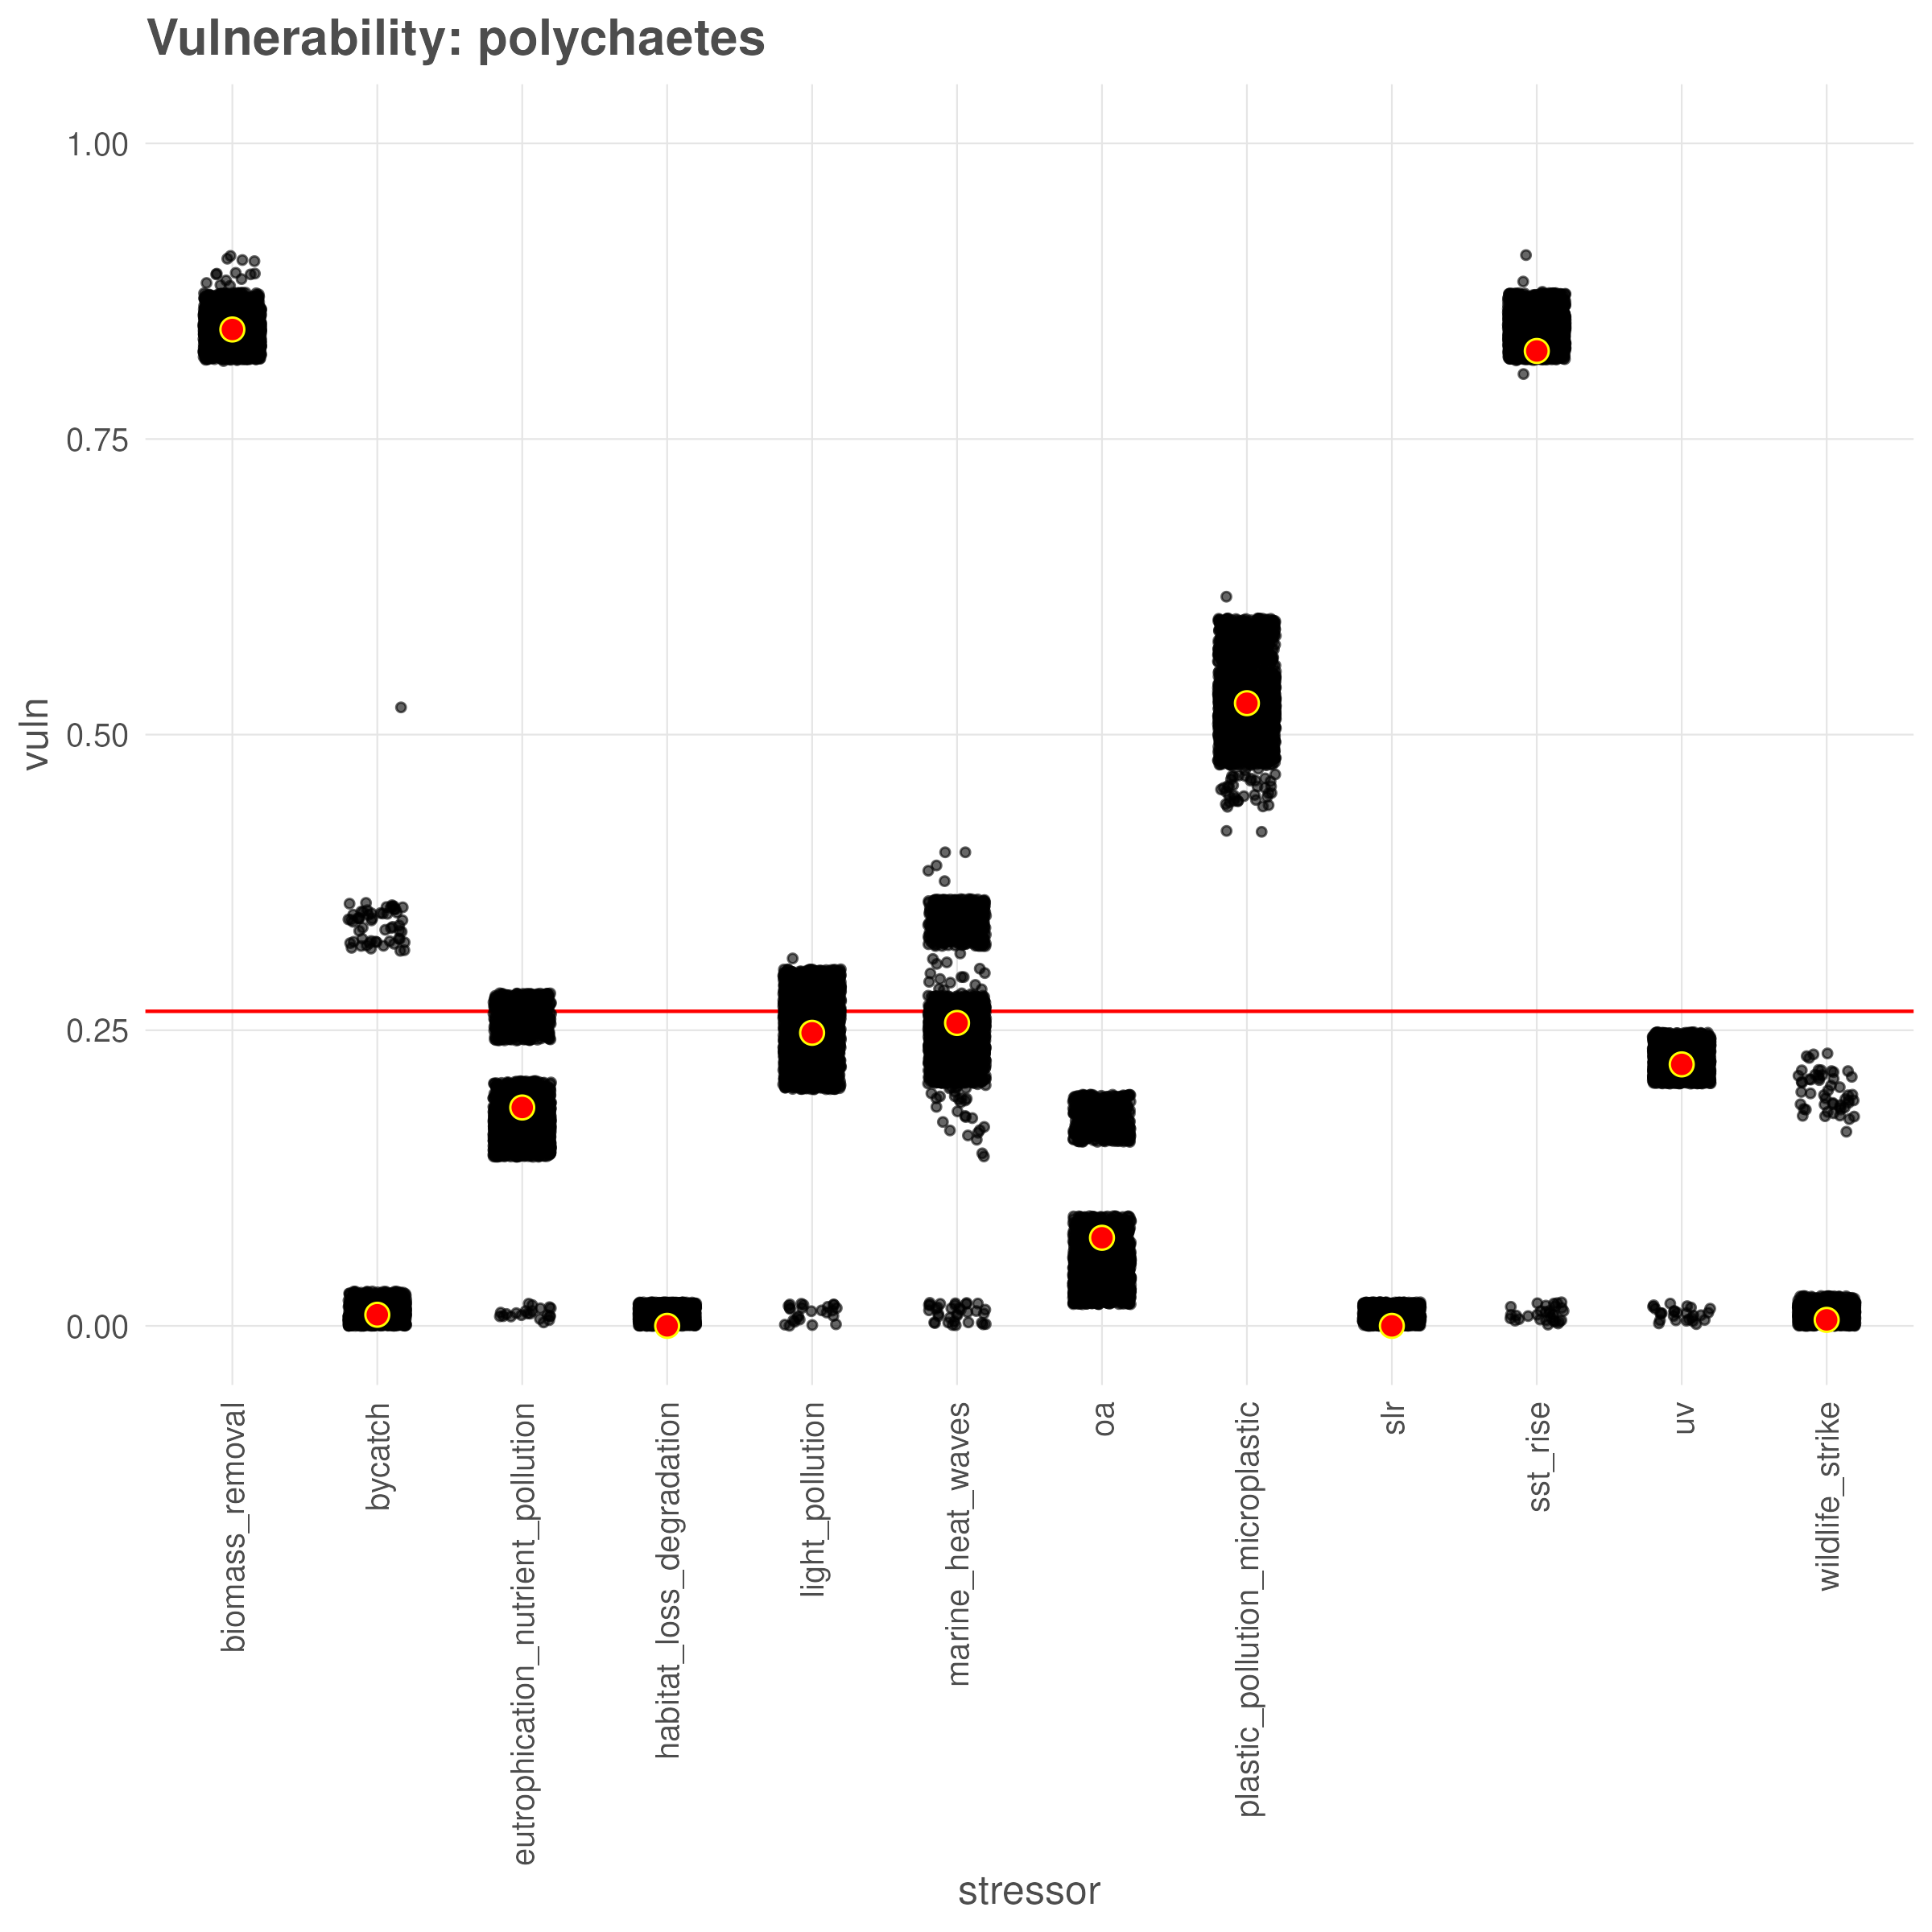 Vulnerability: polychaetes
vuln
1.00
0.75
0.50
0.25
0.00
biomass_removal
bycatch
eutrophication_nutrient_pollution
habitat_loss_degradation
light_pollution
marine_heat_waves
oa
plastic_pollution_microplastic
slr
sst_rise
uv
wildlife_strike
stressor